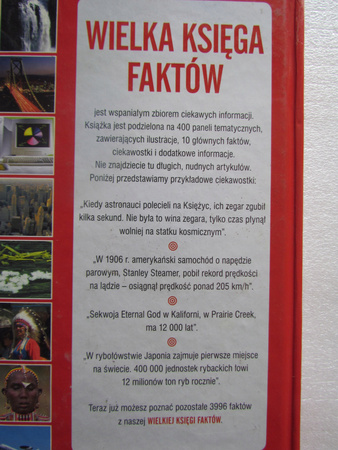 WIELKA KSIĘGA
FAKTÓW
jest wspaniałym zbiorem ciekawych informacji.
Książka jest podzielona na 400 paneli tematycznych,
zawierających ilustracje, 10 głównych faktów,
ciekawostki i dodatkowe informacje.
Nie znajdziecie tu długich, nudnych artykułów.
Poniżej przedstawiamy przykładowe ciekawostki:
„Kiedy astronauci polecieli na Księżyc, ich zegar zgubił
kilka sekund. Nie była to wina zegara, tylko czas płynął
wolniej na statku kosmicznym”.
„W 1906 r. amerykański samochód o napędzie
parowym, Stanley Steamer, pobił rekord prędkości
na lądzie – osiągnął prędkość ponad 205 km/h”.
„Sekwoja Eternal God w Kaliforni, w Prairie Creek,
ma 12 000 lat”.
„W rybołówstwie Japonia zajmuje pierwsze miejsce
na świecie. 400 000 jednostek rybackich łowi
12 milionów ton ryb rocznie”.
Teraz już możesz poznać pozostałe 3996 faktów
z naszej WIELKIEJ KSIĘGI FAKTÓW.